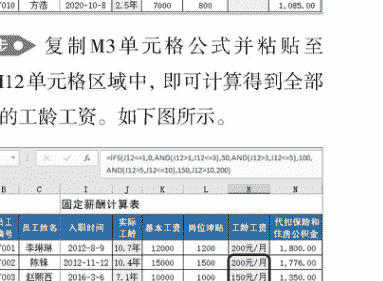 010 方浩 2020-10-8 2.5年 7000 800 1,085.00
步 复制M3单元格公式并粘贴至
M12单元格区域中，即可计算得到全部
的工龄工资。如下图所示。
=IFS(J12<=1,0,AND(J12>1,J12<=3),50,AND(J12>3,J12<=5),100,
AND(J12>5,J12<=10),150,J12>10,200)
B C I J K L M N
固定薪酬计算表
员工编号 员工姓名 入职时间 实际工龄 基本工资 岗位津贴 工龄工资 代扣保险和住房公积金
001 李琳琳 2012-8-9 10.7年 12000 1200 200元/月 1,800.00
002 陈锋 2012-11-12 10.4年 15000 1500 200元/月 1,776.00
003 赵熙西 2016-3-6 7.1年 10000 1000 150元/月 1,350.00